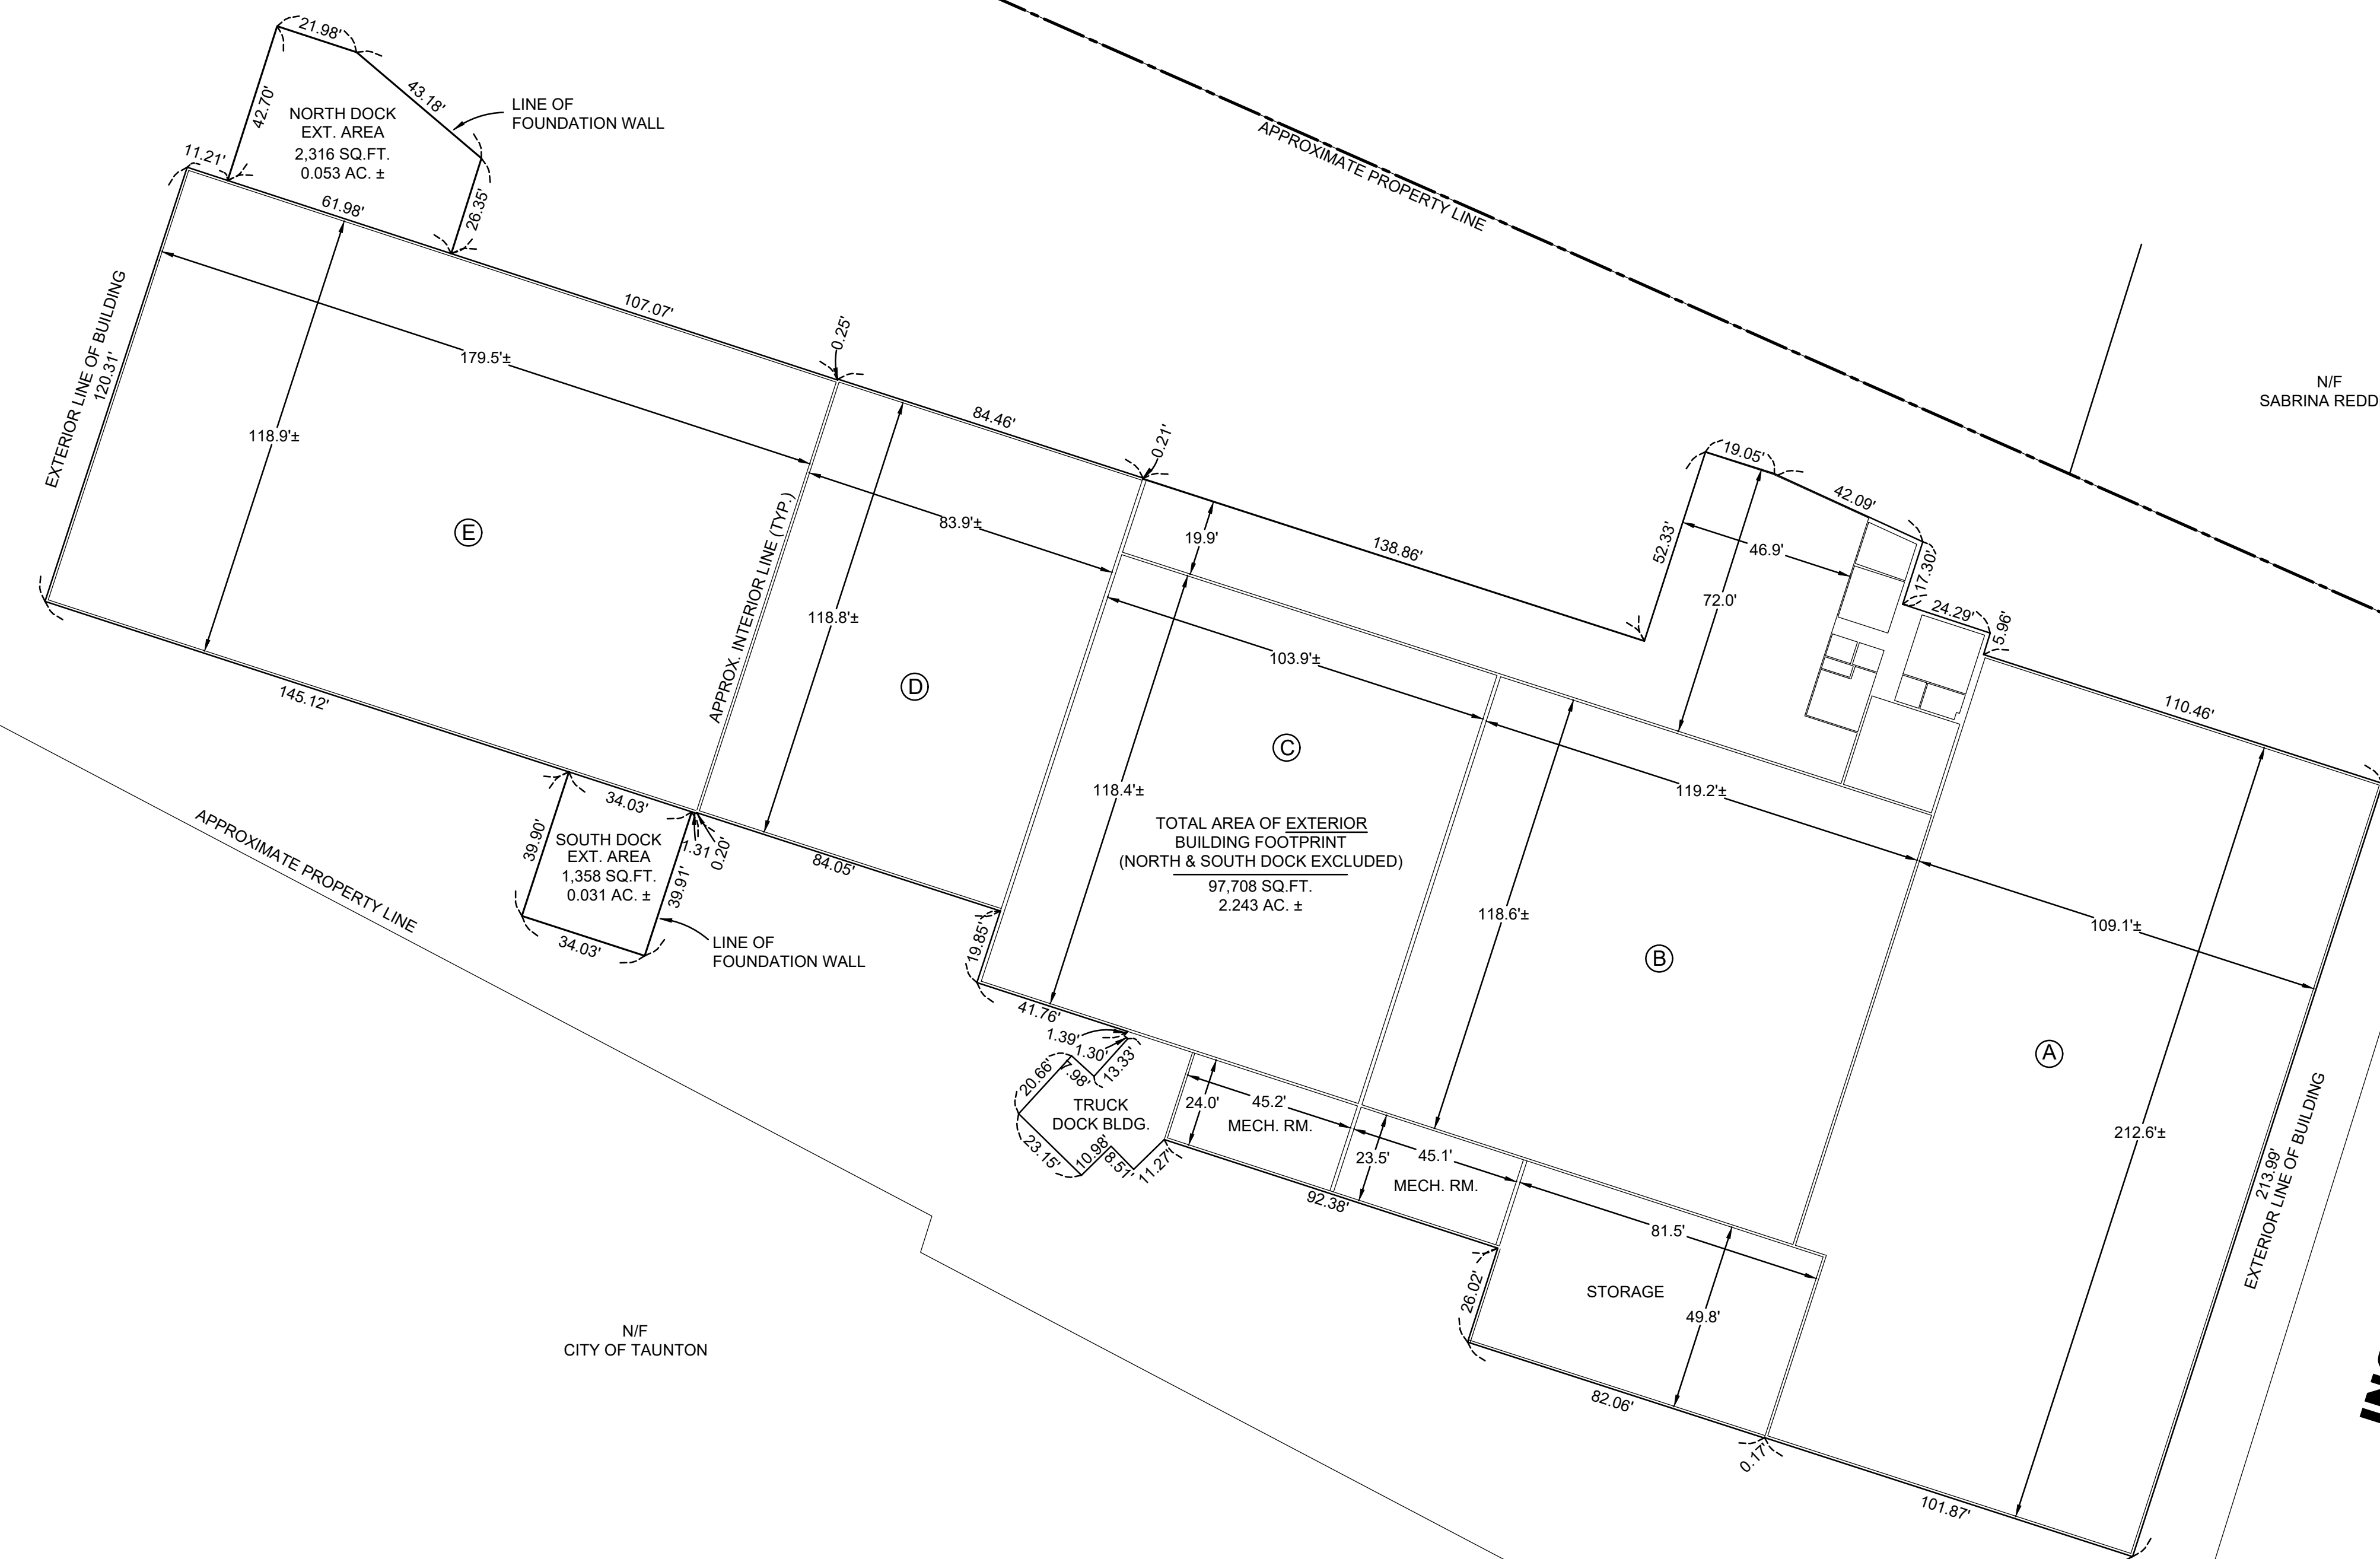 21.98'
42.70'
43.18'
LINE OF
FOUNDATION WALL
NORTH DOCK
EXT. AREA
2,316 SQ.FT.
0.053 AC. ±
11.21'
61.98'
26.35'
APPROXIMATE PROPERTY LINE
EXTERIOR LINE OF BUILDING
120.31'
179.5'±
107.07'
0.25'
118.9'±
84.46'
0.21'
N/F
SABRINA REDD
E
APPROX. INTERIOR LINE (TYP.)
83.9'±
118.8'±
D
19.9'
138.86'
52.33'
19.05'
42.09'
46.9'
72.0'
17.30'
24.29'
5.96'
110.46'
103.9'±
118.4'±
C
119.2'±
118.6'±
109.1'±
145.12'
34.03'
APPROXIMATE PROPERTY LINE
39.90'
SOUTH DOCK
EXT. AREA
1,358 SQ.FT.
0.031 AC. ±
1.31
0.20'
39.91'
34.03'
84.05'
LINE OF
FOUNDATION WALL
TOTAL AREA OF EXTERIOR
BUILDING FOOTPRINT
(NORTH & SOUTH DOCK EXCLUDED)
97,708 SQ.FT.
2.243 AC. ±
19.85'
41.76'
1.39'
1.30'
13.33'
7.98'
20.66'
TRUCK
DOCK BLDG.
23.15'
10.98'
8.51'
11.27'
24.0'
45.2'
MECH. RM.
23.5'
45.1'
MECH. RM.
92.38'
B
A
81.5'
STORAGE
49.8'
26.02'
82.06'
0.17'
212.6'±
213.99'
EXTERIOR LINE OF BUILDING
101.87'
N/F
CITY OF TAUNTON